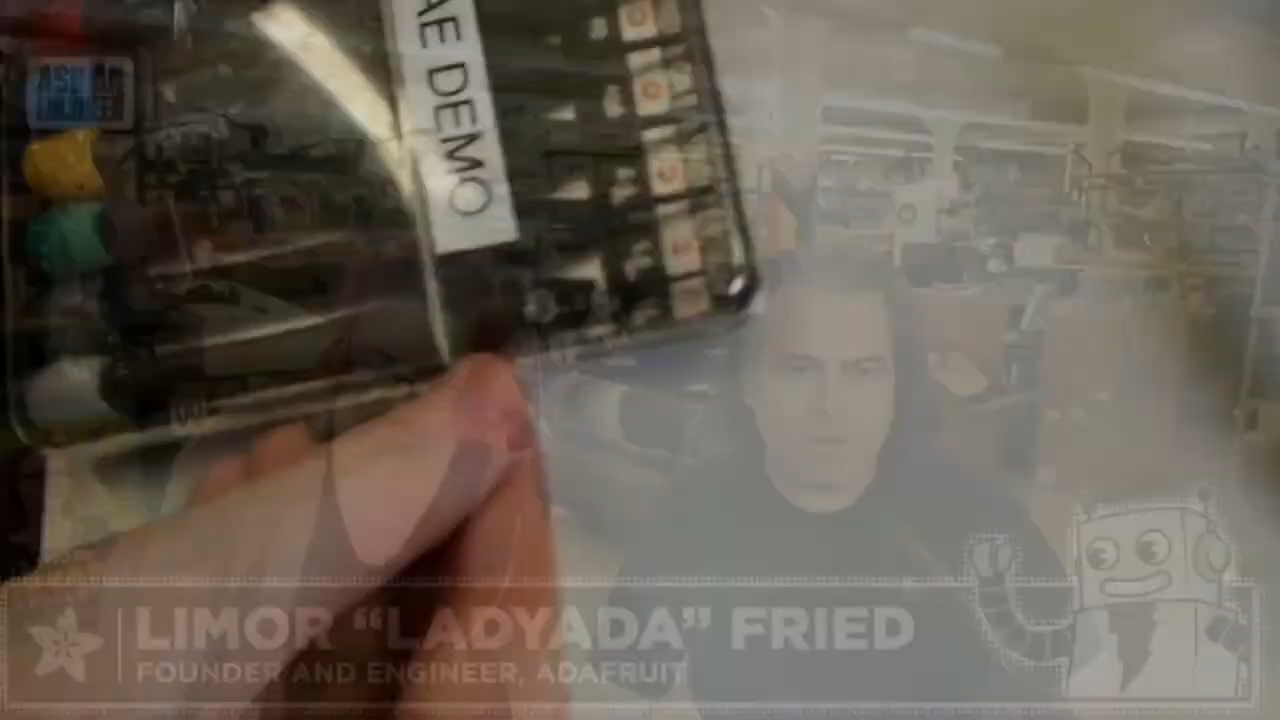 AE DEMO
LIMOR “LADYADA” FRIED
FOUNDER AND ENGINEER, ADAFRUIT